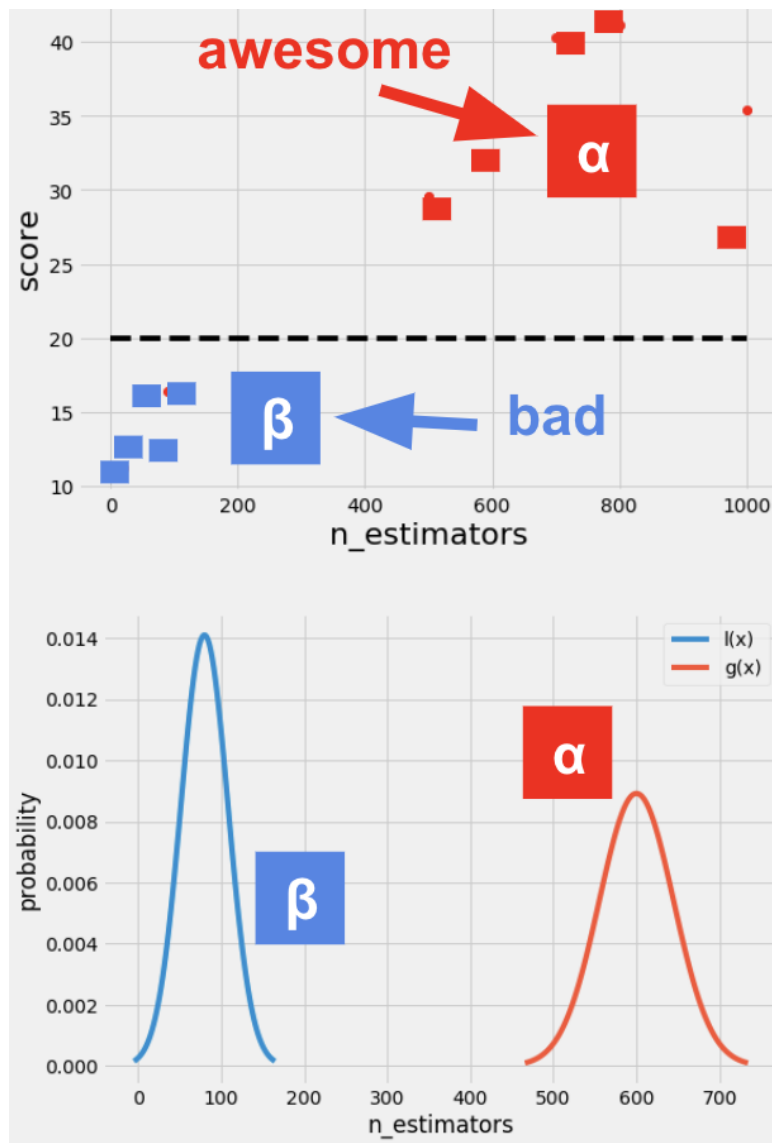 40
awesome
35
α
30
score
25
20
15
β
bad
10
0 200 400 600 800 1000
n_estimators
l(x)
g(x)
0.014
0.012
α
0.010
0.008
probability
0.006
β
0.004
0.002
0.000
0 100 200 300 400 500 600 700
n_estimators